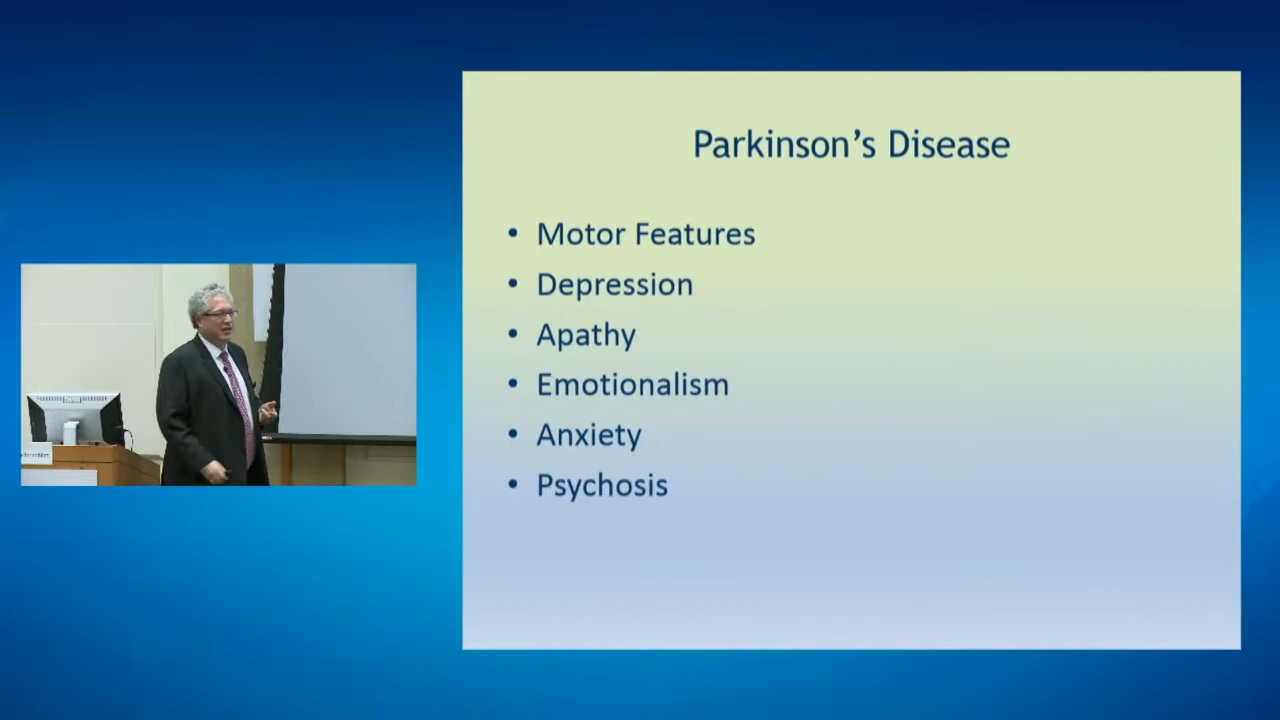 Parkinson’s Disease
• Motor Features
• Depression
• Apathy
• Emotionalism
• Anxiety
• Psychosis